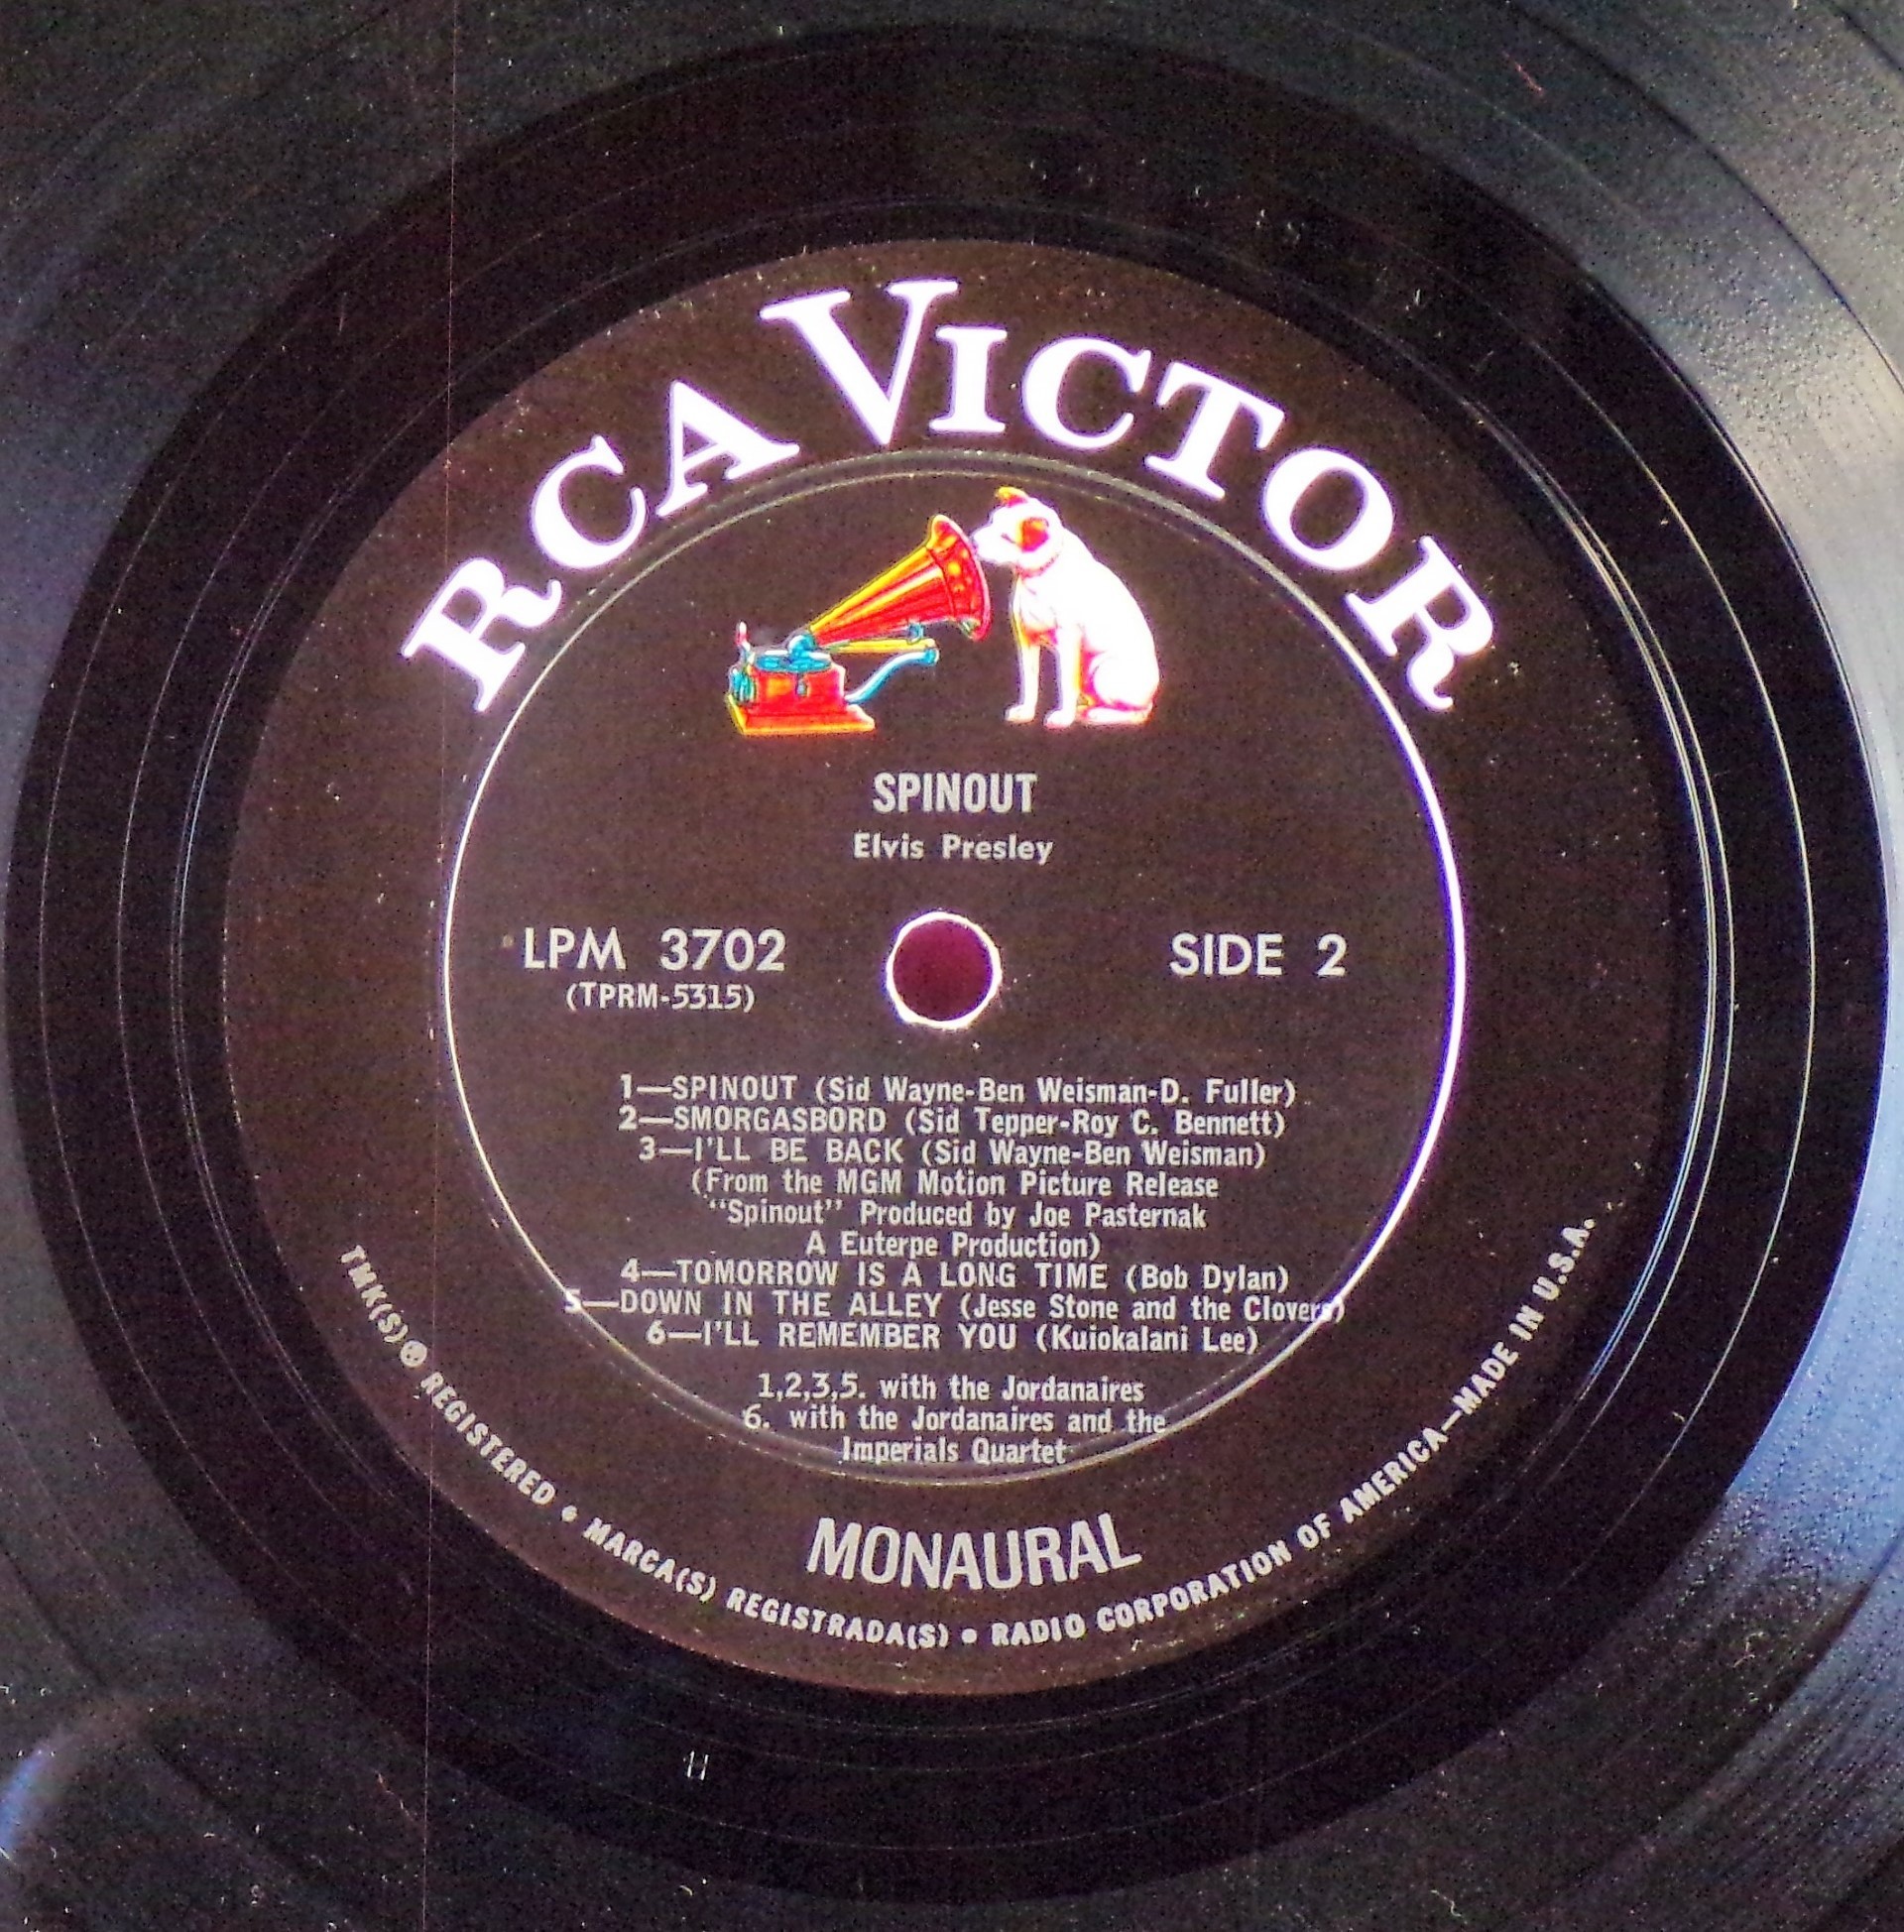 RCA VICTOR
SPINOUT
Elvis Presley
LPM 3702
(TPRM-5315)
SIDE 2
1—SPINOUT (Sid Wayne-Ben Weisman-D. Fuller)
2—SMORGASBORD (Sid Tepper-Roy C. Bennett)
3—I'LL BE BACK (Sid Wayne-Ben Weisman)
(From the MGM Motion Picture Release
"Spinout" Produced by Joe Pasternak
A Euterpe Production)
4—TOMORROW IS A LONG TIME (Bob Dylan)
5—DOWN IN THE ALLEY (Jesse Stone and the Clovers)
6—I'LL REMEMBER YOU (Kuiokalani Lee)
1,2,3,5. with the Jordanaires
6. with the Jordanaires and the
Imperials Quartet
MONAURAL
TMK(S) ® REGISTERED • MARCA(S) REGISTRADA(S) • RADIO CORPORATION OF AMERICA—MADE IN U.S.A.